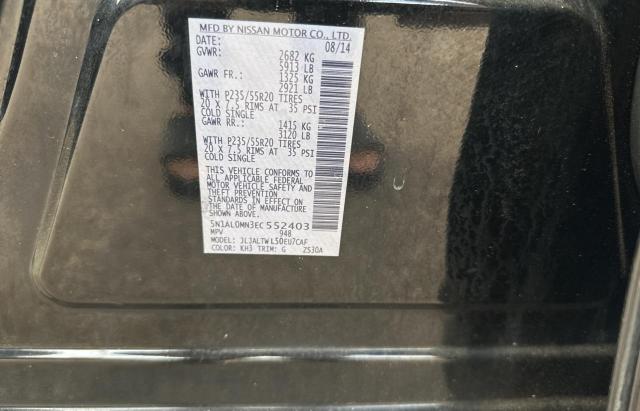 MFD BY NISSAN MOTOR CO., LTD.
DATE: 08/14
GVWR: 2682 KG
5913 LB
GAWR FR.: 1325 KG
2921 LB
WITH P235/55R20 TIRES
20 X 7.5 RIMS AT 35 PSI
COLD SINGLE
GAWR RR.: 1415 KG
3120 LB
WITH P235/55R20 TIRES
20 X 7.5 RIMS AT 35 PSI
COLD SINGLE
THIS VEHICLE CONFORMS TO
ALL APPLICABLE FEDERAL
MOTOR VEHICLE SAFETY AND
THEFT PREVENTION
STANDARDS IN EFFECT ON
THE DATE OF MANUFACTURE
SHOWN ABOVE.
5N1AL0MN3EC552403
MPV 948
MODEL: JLJALTWL50EU7CAF
COLOR: KH3 TRIM: G ZS30A